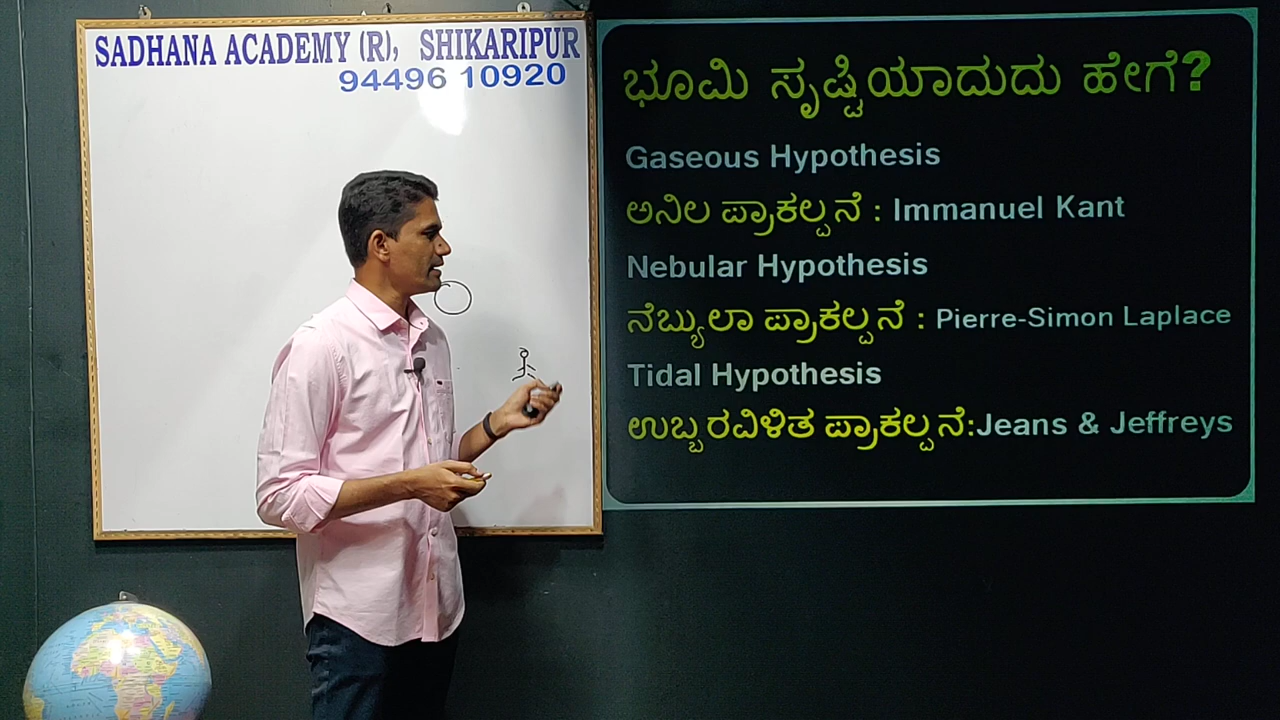 SADHANA ACADEMY (R), SHIKARIPUR
94496 10920
ಭೂಮಿ ಸೃಷ್ಟಿಯಾದುದು ಹೇಗೆ?
Gaseous Hypothesis
ಅನಿಲ ಪ್ರಾಕಲ್ಪನೆ : Immanuel Kant
Nebular Hypothesis
ನೆಬ್ಯುಲಾ ಪ್ರಾಕಲ್ಪನೆ : Pierre-Simon Laplace
Tidal Hypothesis
ಉಬ್ಬರವಿಳಿತ ಪ್ರಾಕಲ್ಪನೆ:Jeans & Jeffreys